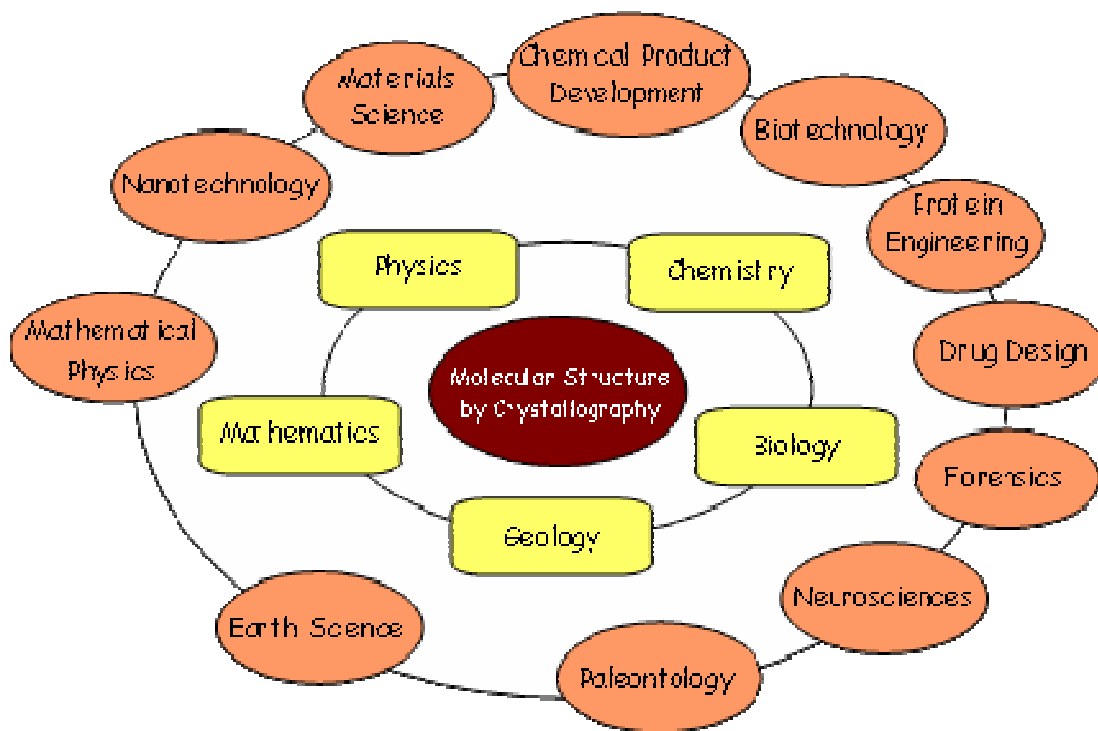 Chemical Product
Development
Materials
Science
Biotechnology
Nanotechnology
Protein
Engineering
Physics
Chemistry
Mathematical
Physics
Drug Design
Molecular Structure
by Crystallography
Mathematics
Biology
Forensics
Geology
Neurosciences
Earth Science
Paleontology